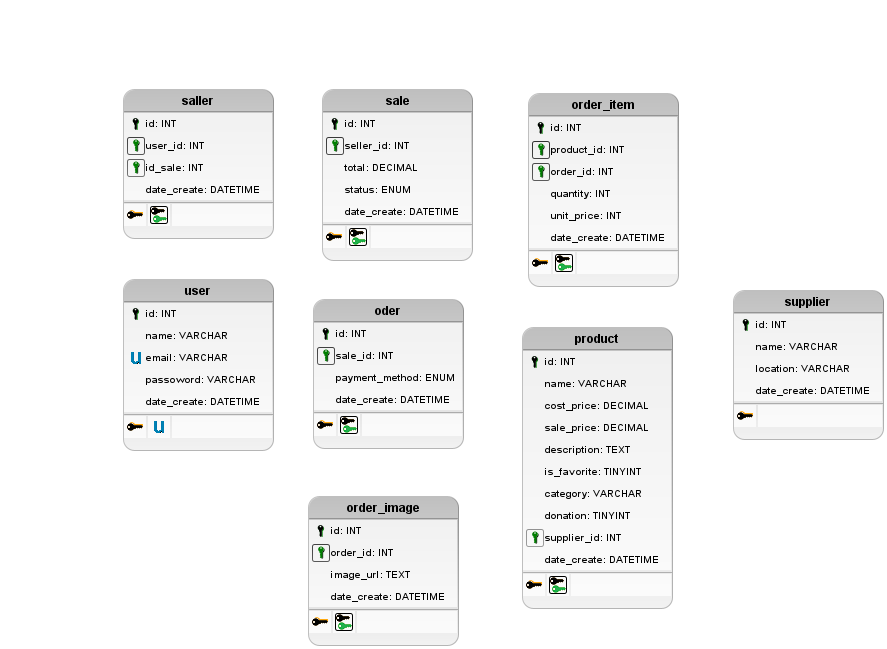 saller
id: INT
user_id: INT
id_sale: INT
date_create: DATETIME
sale
id: INT
seller_id: INT
total: DECIMAL
status: ENUM
date_create: DATETIME
order_item
id: INT
product_id: INT
order_id: INT
quantity: INT
unit_price: INT
date_create: DATETIME
user
id: INT
name: VARCHAR
u email: VARCHAR
passoword: VARCHAR
date_create: DATETIME
u
oder
id: INT
sale_id: INT
payment_method: ENUM
date_create: DATETIME
product
id: INT
name: VARCHAR
cost_price: DECIMAL
sale_price: DECIMAL
description: TEXT
is_favorite: TINYINT
category: VARCHAR
donation: TINYINT
supplier_id: INT
date_create: DATETIME
supplier
id: INT
name: VARCHAR
location: VARCHAR
date_create: DATETIME
order_image
id: INT
order_id: INT
image_url: TEXT
date_create: DATETIME